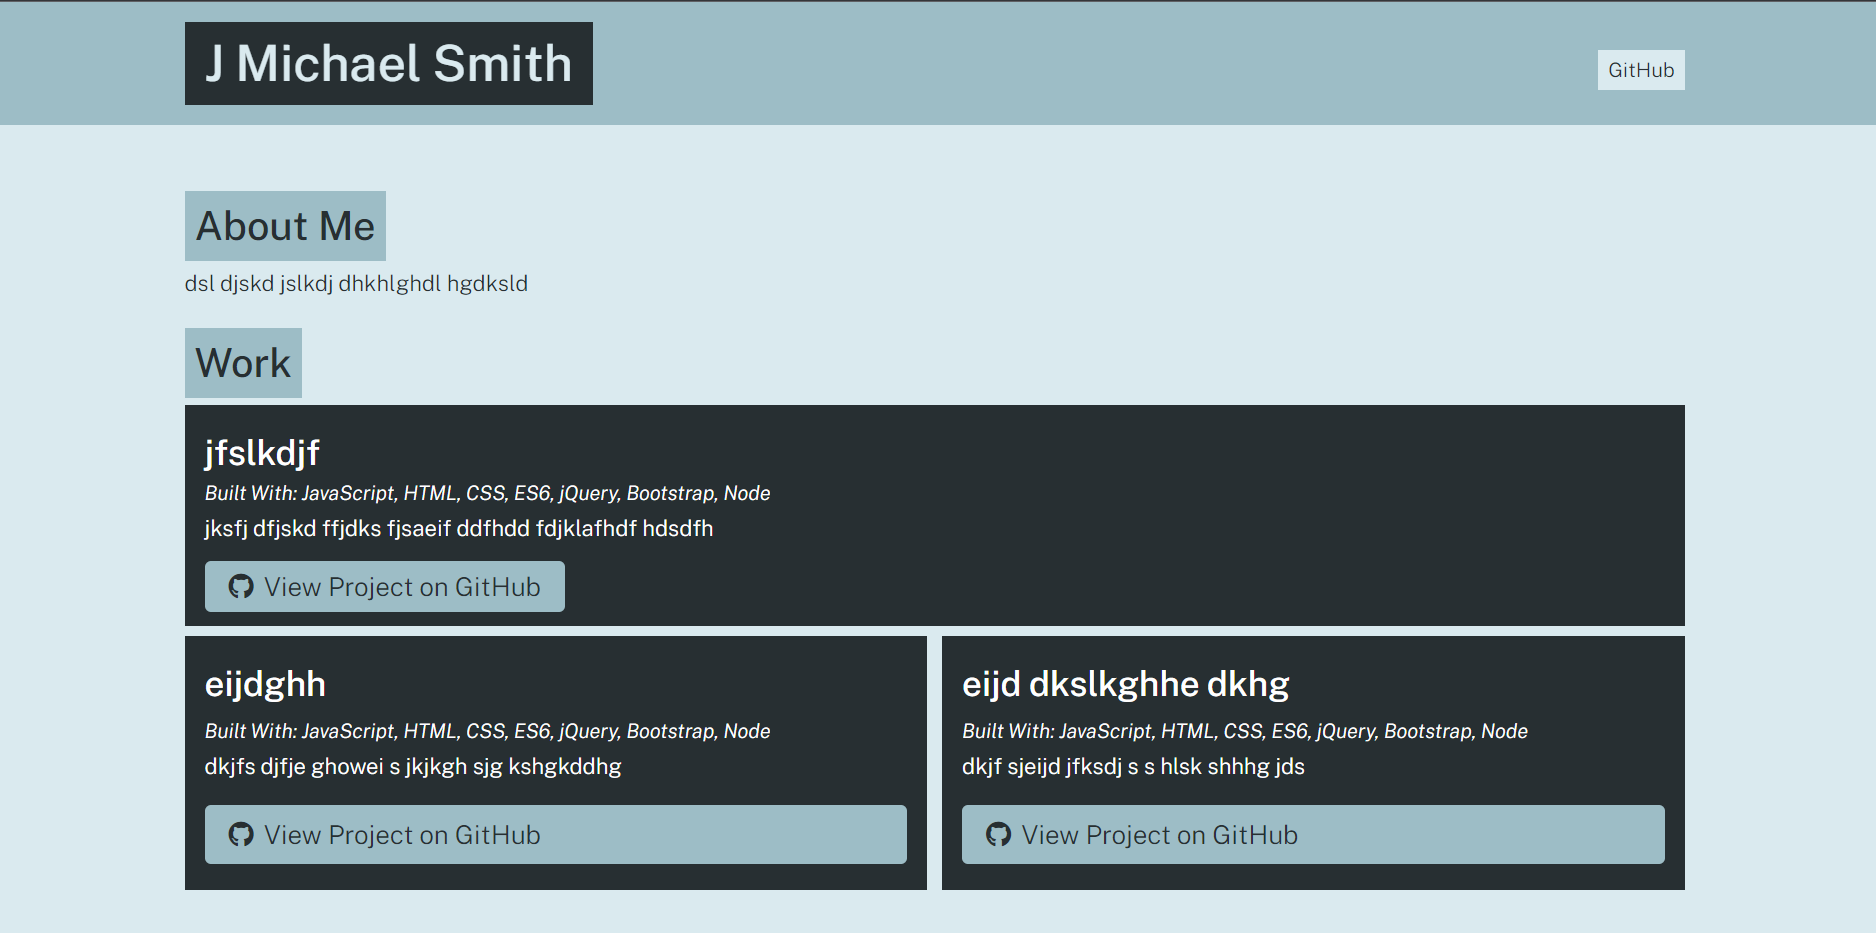 J Michael Smith
GitHub
About Me
dsl djskd jslkdj dhkhlghdl hgdksld
Work
jfslkdjf
Built With: JavaScript, HTML, CSS, ES6, jQuery, Bootstrap, Node
jksfj dfjskd ffjdks fjsaeif ddfhdd fdjklafhdf hdsdfh
View Project on GitHub
eijdghh
Built With: JavaScript, HTML, CSS, ES6, jQuery, Bootstrap, Node
dkjfs djfje ghowei s jkjkgh sjg kshgkddhg
View Project on GitHub
eijd dkslkghhe dkhg
Built With: JavaScript, HTML, CSS, ES6, jQuery, Bootstrap, Node
dkjf sjeijd jfksdj s s hlsk shhhg jds
View Project on GitHub